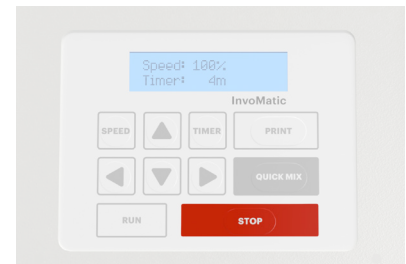 Speed: 100%
Timer: 4m
InvoMatic
SPEED
TIMER
PRINT
QUICK MIX
RUN
STOP